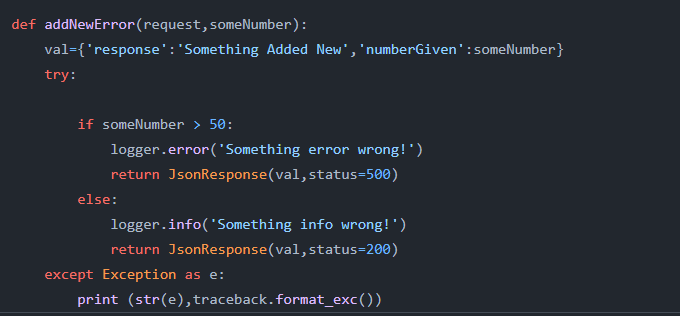 def addNewError(request,someNumber):
    val={'response':'Something Added New','numberGiven':someNumber}
    try:

        if someNumber > 50:
            logger.error('Something error wrong!')
            return JsonResponse(val,status=500)
        else:
            logger.info('Something info wrong!')
            return JsonResponse(val,status=200)
    except Exception as e:
        print (str(e),traceback.format_exc())